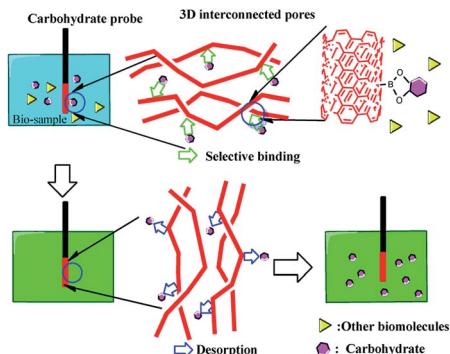 Carbohydrate probe
3D interconnected pores
Bio-sample
B
O
O
Selective binding
Desorption
:Other biomolecules
: Carbohydrate